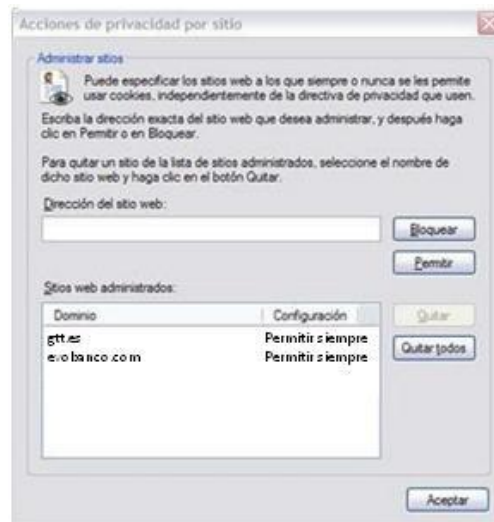 Acciones de privacidad por sitio
Administrar sitios
Puede especificar los sitios web a los que siempre o nunca se les permite
usar cookies, independientemente de la directiva de privacidad que usen.
Escriba la dirección exacta del sitio web que desea administrar, y después haga
clic en Permitir o en Bloquear.
Para quitar un sitio de la lista de sitios administrados, seleccione el nombre de
dicho sitio web y haga clic en el botón Quitar.
Dirección del sitio web:
Bloquear
Permitir
Sitios web administrados:
Dominio Configuración Quitar
gtt.es Permitir siempre
evobanco.com Permitir siempre
Quitar todos
Aceptar